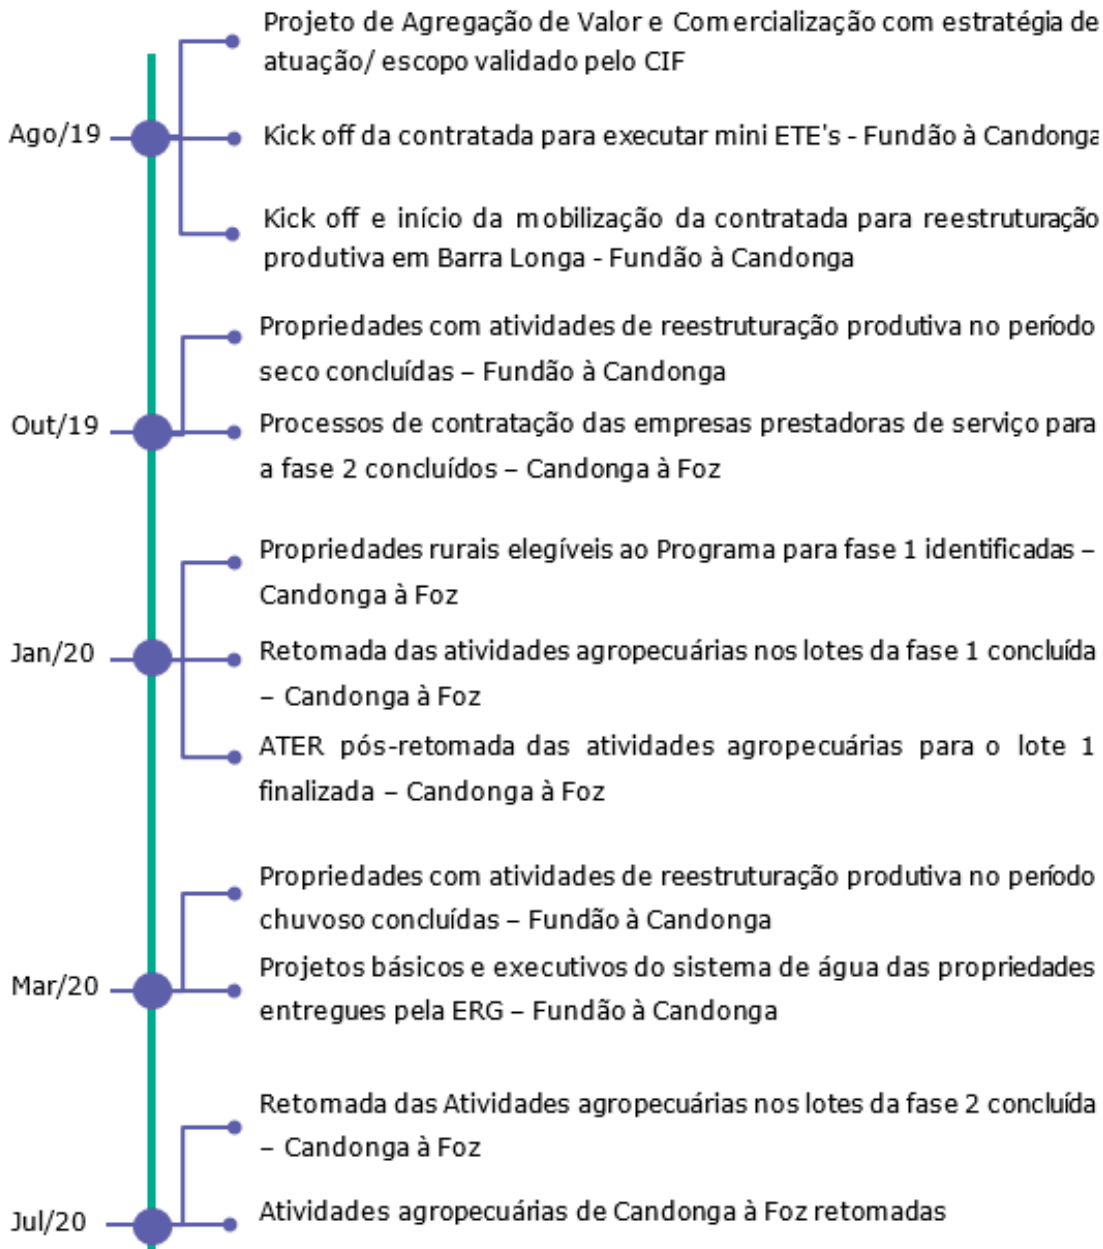 Projeto de Agregação de Valor e Comercialização com estratégia de
atuação/ escopo validado pelo CIF
Ago/19
Kick off da contratada para executar mini ETE's - Fundão à Candonga
Kick off e início da mobilização da contratada para reestruturação
produtiva em Barra Longa - Fundão à Candonga
Propriedades com atividades de reestruturação produtiva no período
seco concluídas – Fundão à Candonga
Out/19
Processos de contratação das empresas prestadoras de serviço para
a fase 2 concluídos – Candonga à Foz
Propriedades rurais elegíveis ao Programa para fase 1 identificadas –
Candonga à Foz
Jan/20
Retomada das atividades agropecuárias nos lotes da fase 1 concluída
– Candonga à Foz
ATER pós-retomada das atividades agropecuárias para o lote 1
finalizada – Candonga à Foz
Propriedades com atividades de reestruturação produtiva no período
chuvoso concluídas – Fundão à Candonga
Mar/20
Projetos básicos e executivos do sistema de água das propriedades
entregues pela ERG – Fundão à Candonga
Retomada das Atividades agropecuárias nos lotes da fase 2 concluída
– Candonga à Foz
Jul/20
Atividades agropecuárias de Candonga à Foz retomadas